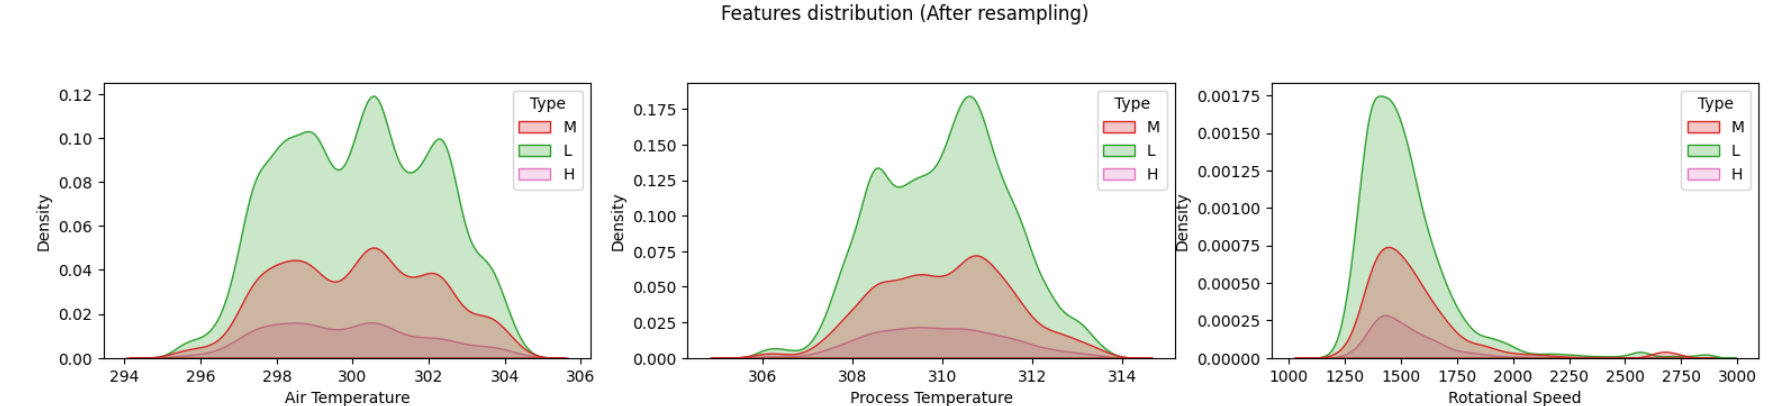 Features distribution (After resampling)
0.12
0.10
0.08
0.06
0.04
0.02
0.00
Density
294 296 298 300 302 304 306
Air Temperature
Type
M
L
H
0.175
0.150
0.125
0.100
0.075
0.050
0.025
0.000
Density
306 308 310 312 314
Process Temperature
Type
M
L
H
0.00175
0.00150
0.00125
0.00100
0.00075
0.00050
0.00025
0.00000
Density
1000 1250 1500 1750 2000 2250 2500 2750 3000
Rotational Speed
Type
M
L
H